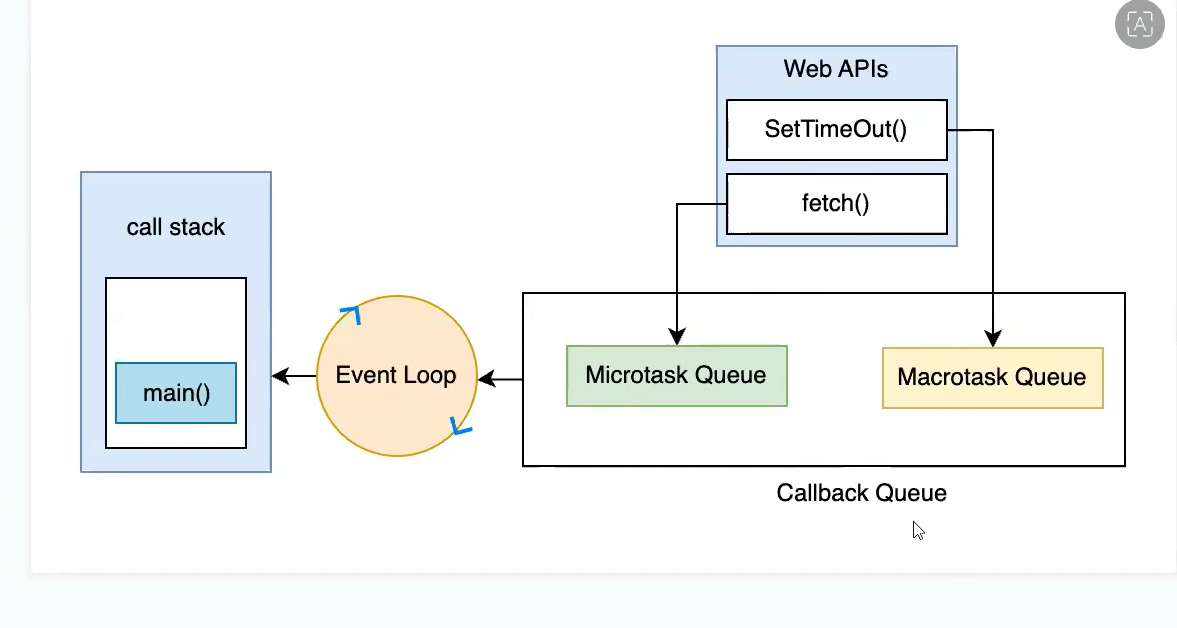 Web APIs
SetTimeOut()
fetch()
call stack
main()
Event Loop
Microtask Queue
Macrotask Queue
Callback Queue
A